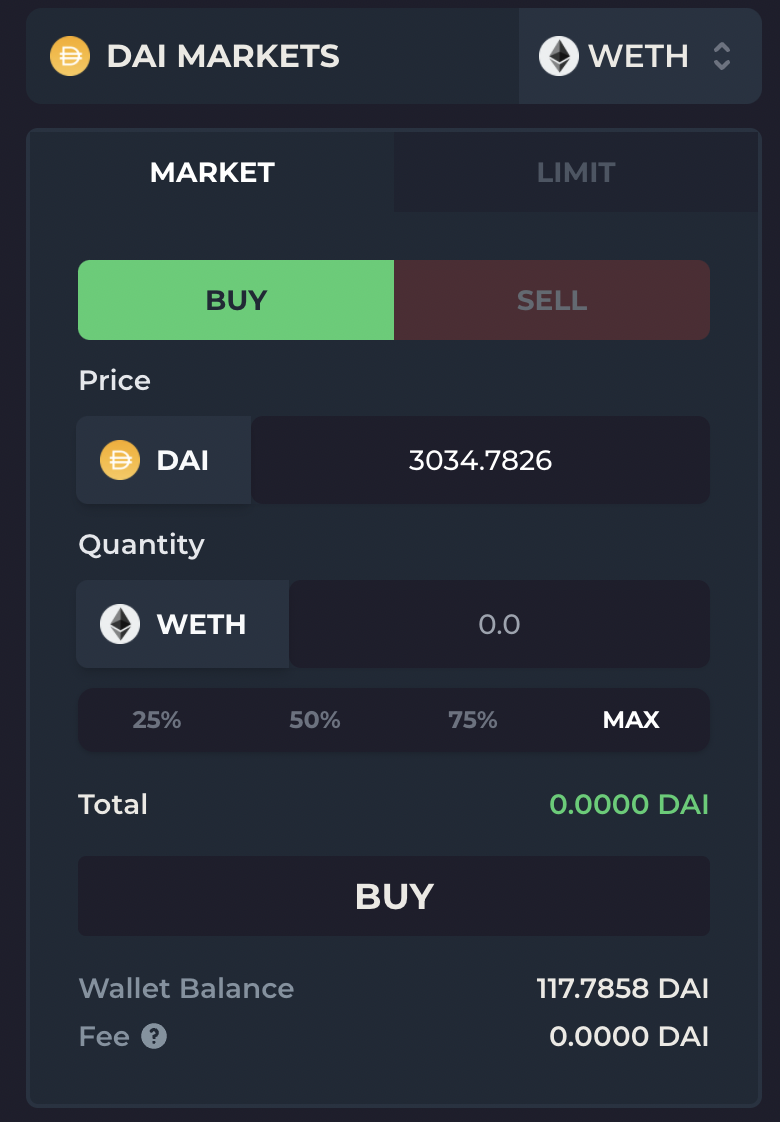 DAI MARKETS WETH
MARKET LIMIT
BUY SELL
Price
DAI 3034.7826
Quantity
WETH 0.0
25% 50% 75% MAX
Total 0.0000 DAI
BUY
Wallet Balance 117.7858 DAI
Fee ? 0.0000 DAI